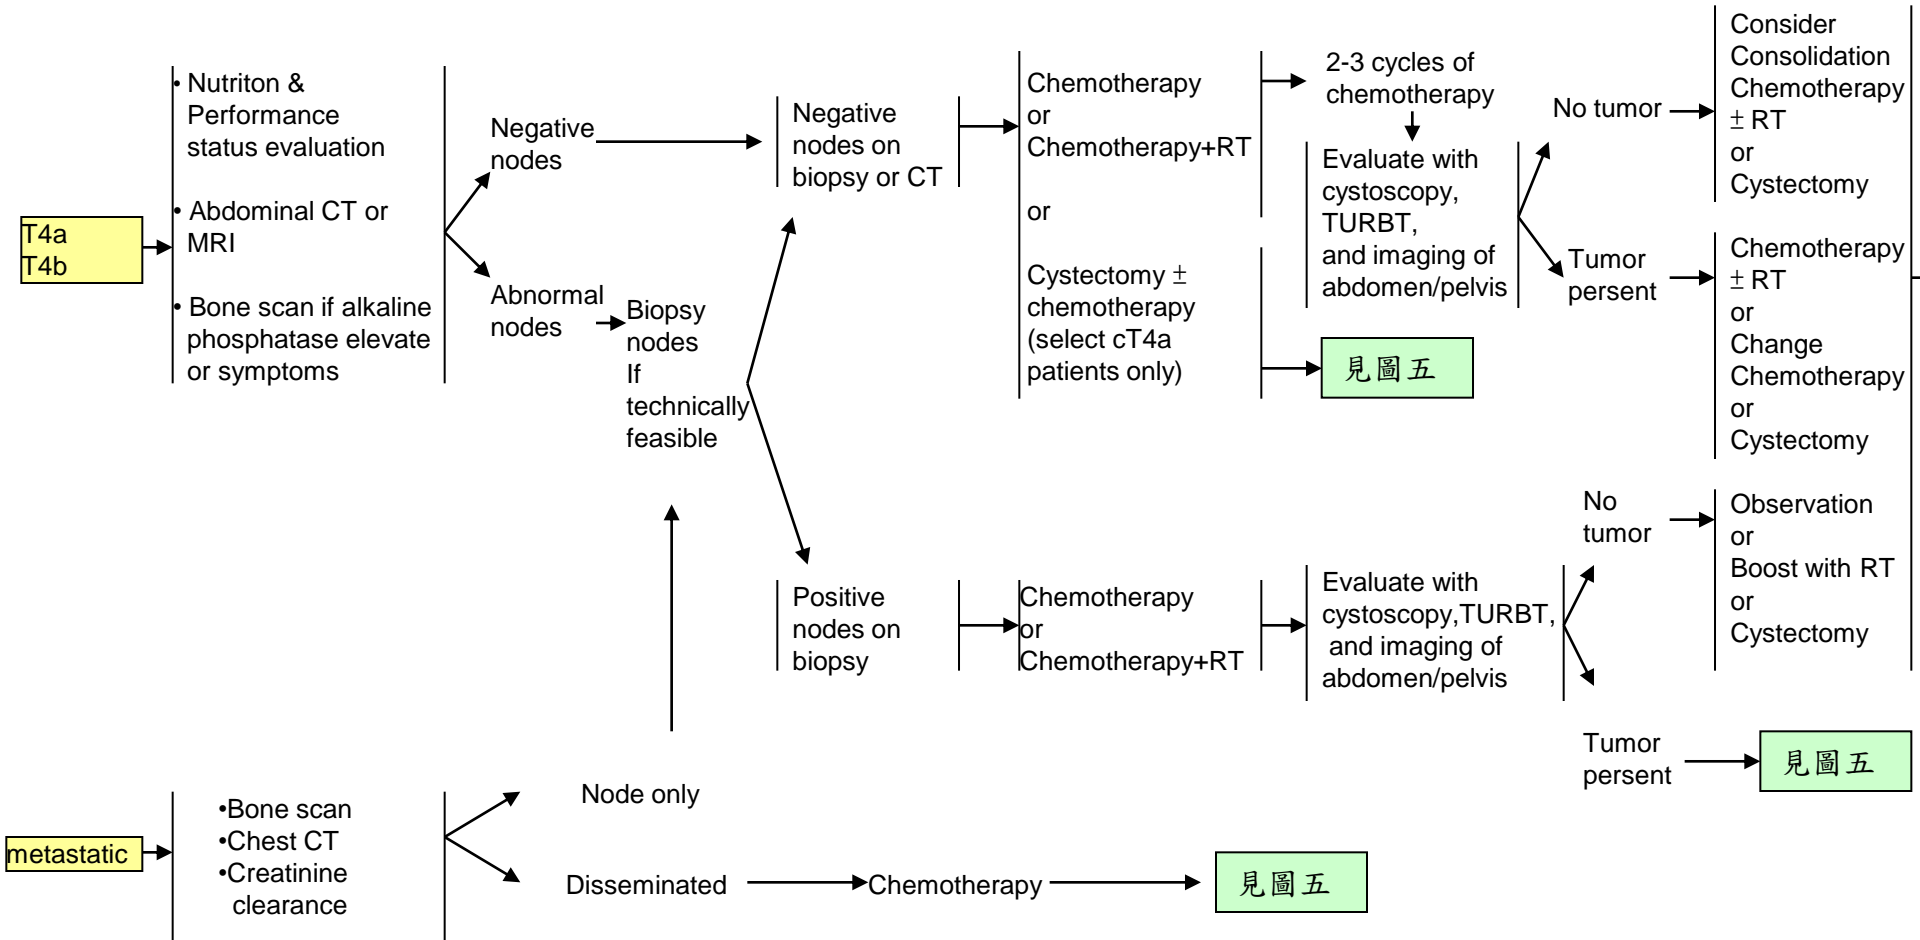 T4a
T4b
• Nutriton &
Performance
status evaluation
• Abdominal CT or
MRI
• Bone scan if alkaline
phosphatase elevate
or symptoms
Negative
nodes
Abnormal
nodes
Biopsy
nodes
If
technically
feasible
Negative
nodes on
biopsy or CT
Chemotherapy
or
Chemotherapy+RT
or
Cystectomy ±
chemotherapy
(select cT4a
patients only)
2-3 cycles of
chemotherapy
Evaluate with
cystoscopy,
TURBT,
and imaging of
abdomen/pelvis
見圖五
No tumor
Tumor
persent
Consider
Consolidation
Chemotherapy
± RT
or
Cystectomy
Chemotherapy
± RT
or
Change
Chemotherapy
or
Cystectomy
Positive
nodes on
biopsy
Chemotherapy
or
Chemotherapy+RT
Evaluate with
cystoscopy,TURBT,
and imaging of
abdomen/pelvis
No
tumor
Observation
or
Boost with RT
or
Cystectomy
Tumor
persent
見圖五
metastatic
•Bone scan
•Chest CT
•Creatinine
clearance
Node only
Disseminated
Chemotherapy
見圖五